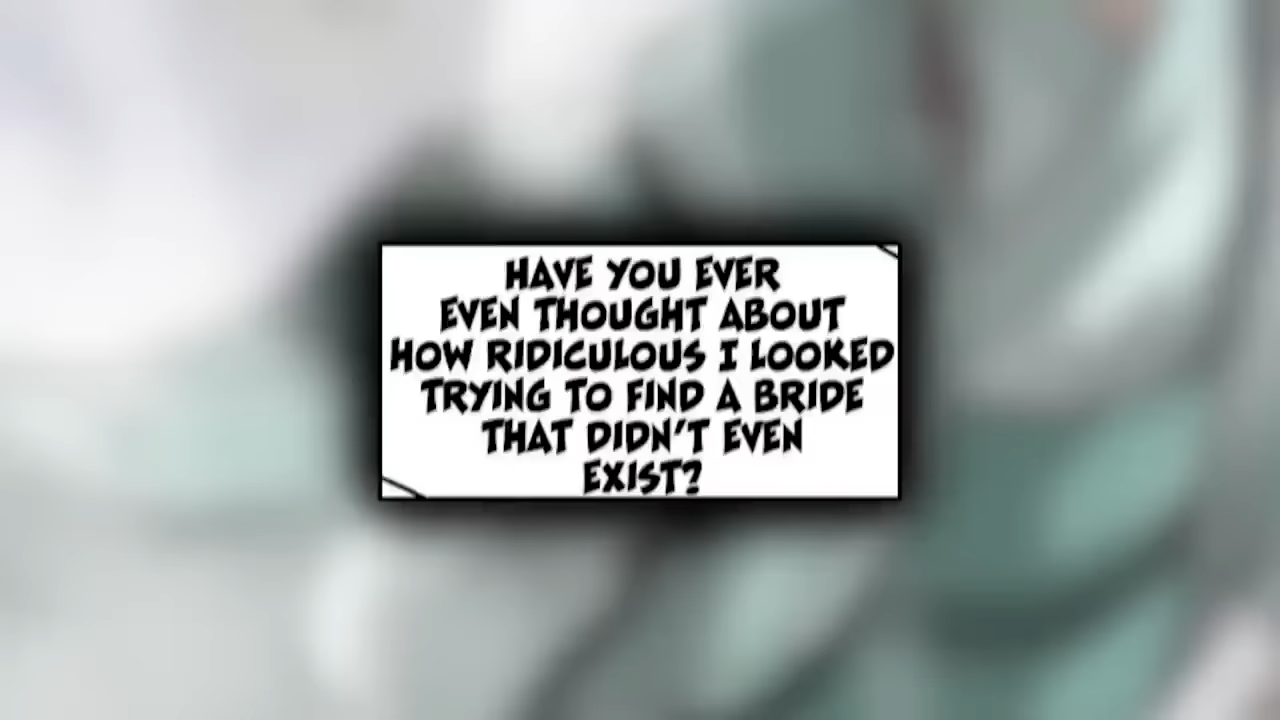 HAVE YOU EVER
EVEN THOUGHT ABOUT
HOW RIDICULOUS I LOOKED
TRYING TO FIND A BRIDE
THAT DIDN'T EVEN
EXIST?